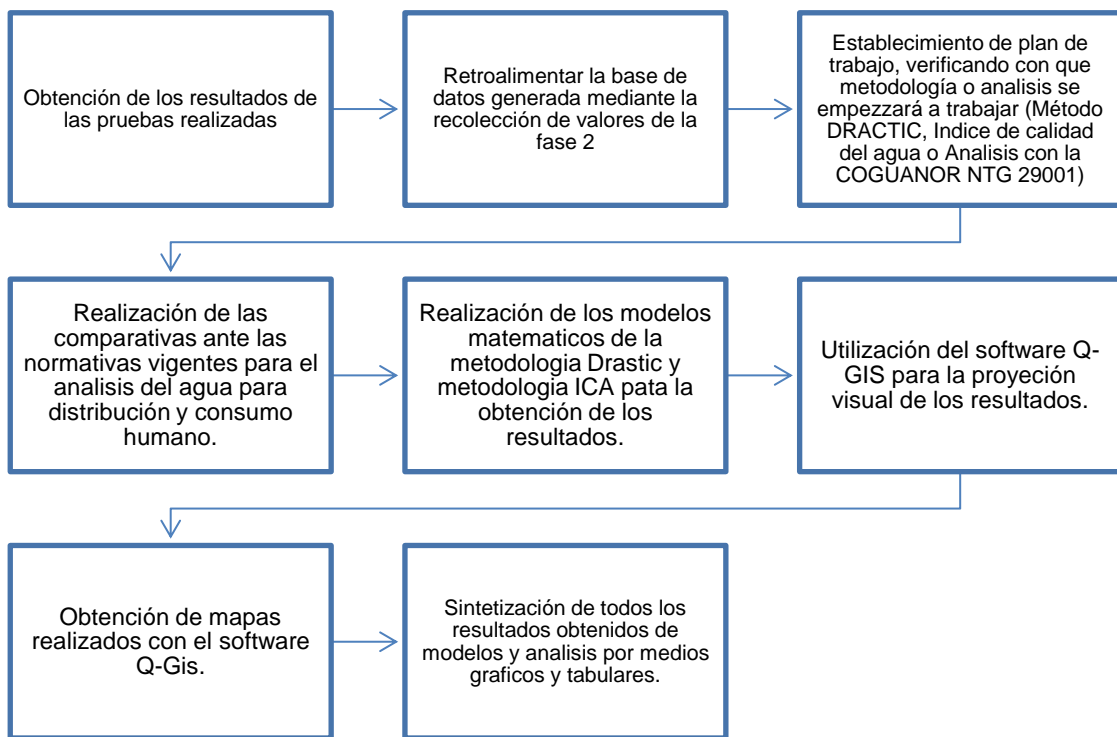 Obtención de los resultados de
las pruebas realizadas
Retroalimentar la base de
datos generada mediante la
recolección de valores de la
fase 2
Establecimiento de plan de
trabajo, verificando con que
metodología o analisis se
empezzará a trabajar (Método
DRACTIC, Indice de calidad
del agua o Analisis con la
COGUANOR NTG 29001)
Realización de las
comparativas ante las
normativas vigentes para el
analisis del agua para
distribución y consumo
humano.
Realización de los modelos
matematicos de la
metodologia Drastic y
metodologia ICA pata la
obtención de los
resultados.
Utilización del software Q-
GIS para la proyeción
visual de los resultados.
Obtención de mapas
realizados con el software
Q-Gis.
Sintetización de todos los
resultados obtenidos de
modelos y analisis por medios
graficos y tabulares.